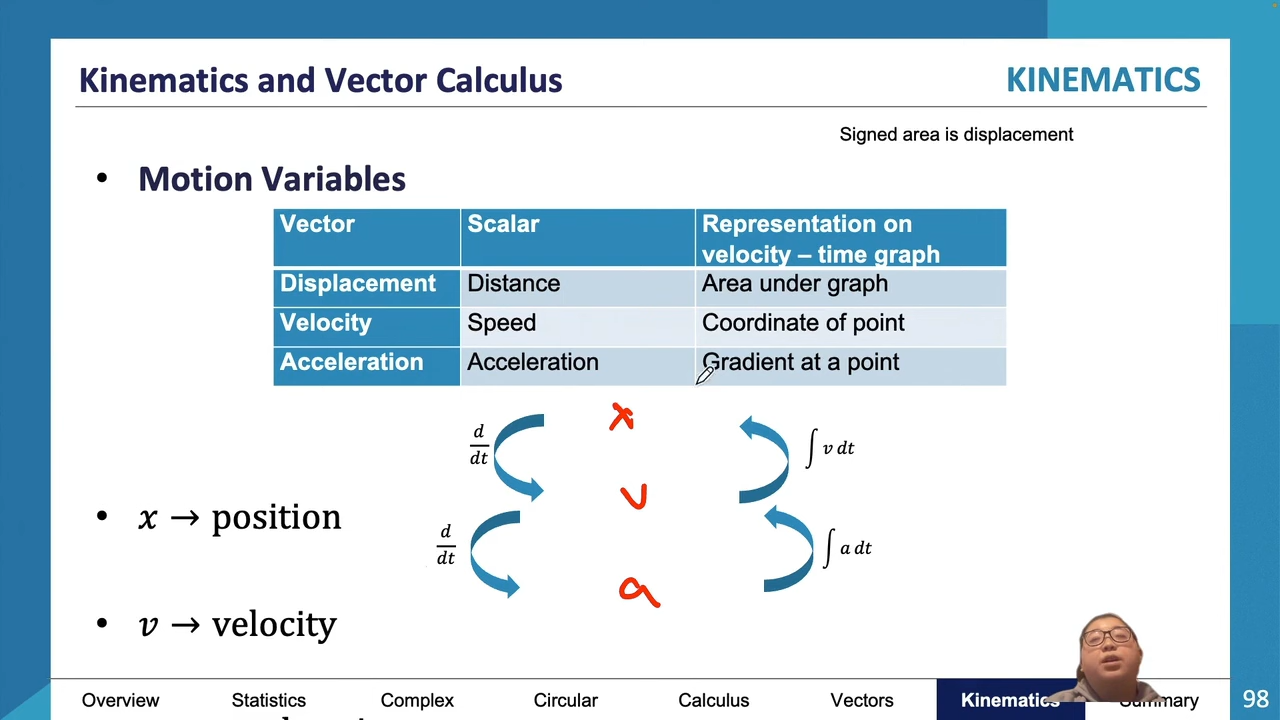 Kinematics and Vector Calculus
KINEMATICS
Signed area is displacement
• Motion Variables
Vector Scalar Representation on
velocity – time graph
Displacement Distance Area under graph
Velocity Speed Coordinate of point
Acceleration Acceleration Gradient at a point
x
d
dt
∫ v dt
v
• x → position
d
dt
∫ a dt
a
• v → velocity
Overview Statistics Complex Circular Calculus Vectors Kinematics Summary
98